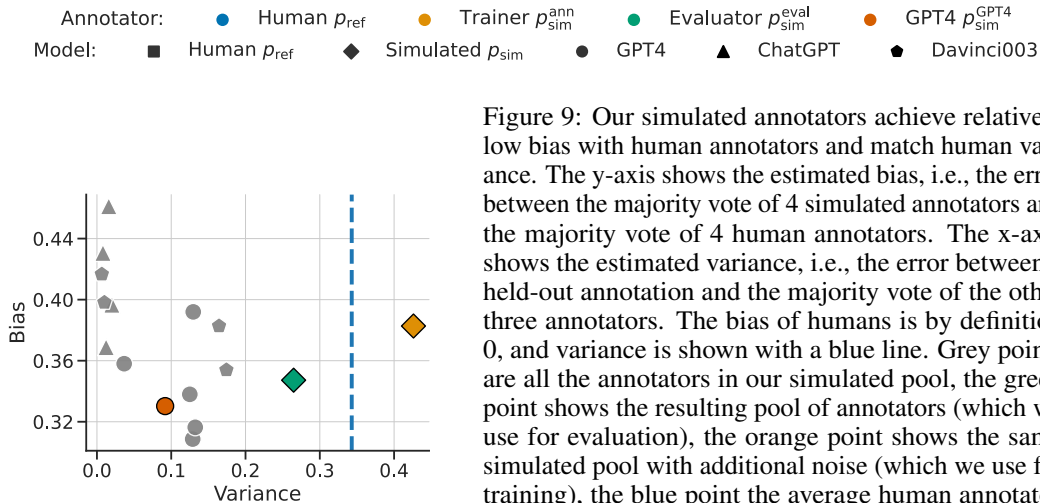 Annotator: Human p_ref Trainer p_sim^ann Evaluator p_sim^eval GPT4 p_sim^GPT4
Model: Human p_ref Simulated p_sim GPT4 ChatGPT Davinci003
Figure 9: Our simulated annotators achieve relative
low bias with human annotators and match human va
ance. The y-axis shows the estimated bias, i.e., the err
between the majority vote of 4 simulated annotators a
the majority vote of 4 human annotators. The x-ax
shows the estimated variance, i.e., the error between
held-out annotation and the majority vote of the oth
three annotators. The bias of humans is by definitio
0, and variance is shown with a blue line. Grey poin
are all the annotators in our simulated pool, the gree
point shows the resulting pool of annotators (which w
use for evaluation), the orange point shows the sam
simulated pool with additional noise (which we use f
training), the blue point the average human annotat
Bias
0.44
0.40
0.36
0.32
0.0 0.1 0.2 0.3 0.4
Variance